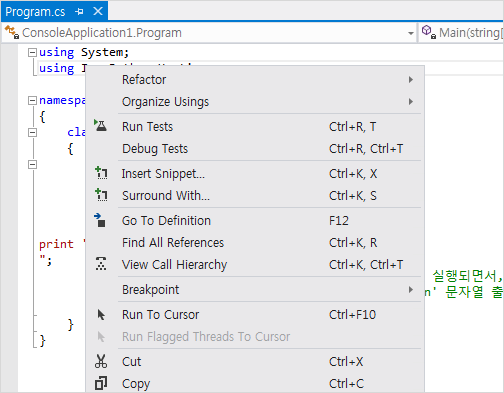 Program.cs
ConsoleApplication1.Program
Main(string[
using System;
using
namespa
{
cla
{
print '
";
실행되면서,
n' 문자열 출
}
}
Refactor
Organize Usings
Run Tests Ctrl+R, T
Debug Tests Ctrl+R, Ctrl+T
Insert Snippet... Ctrl+K, X
Surround With... Ctrl+K, S
Go To Definition F12
Find All References Ctrl+K, R
View Call Hierarchy Ctrl+K, Ctrl+T
Breakpoint
Run To Cursor Ctrl+F10
Run Flagged Threads To Cursor
Cut Ctrl+X
Copy Ctrl+C